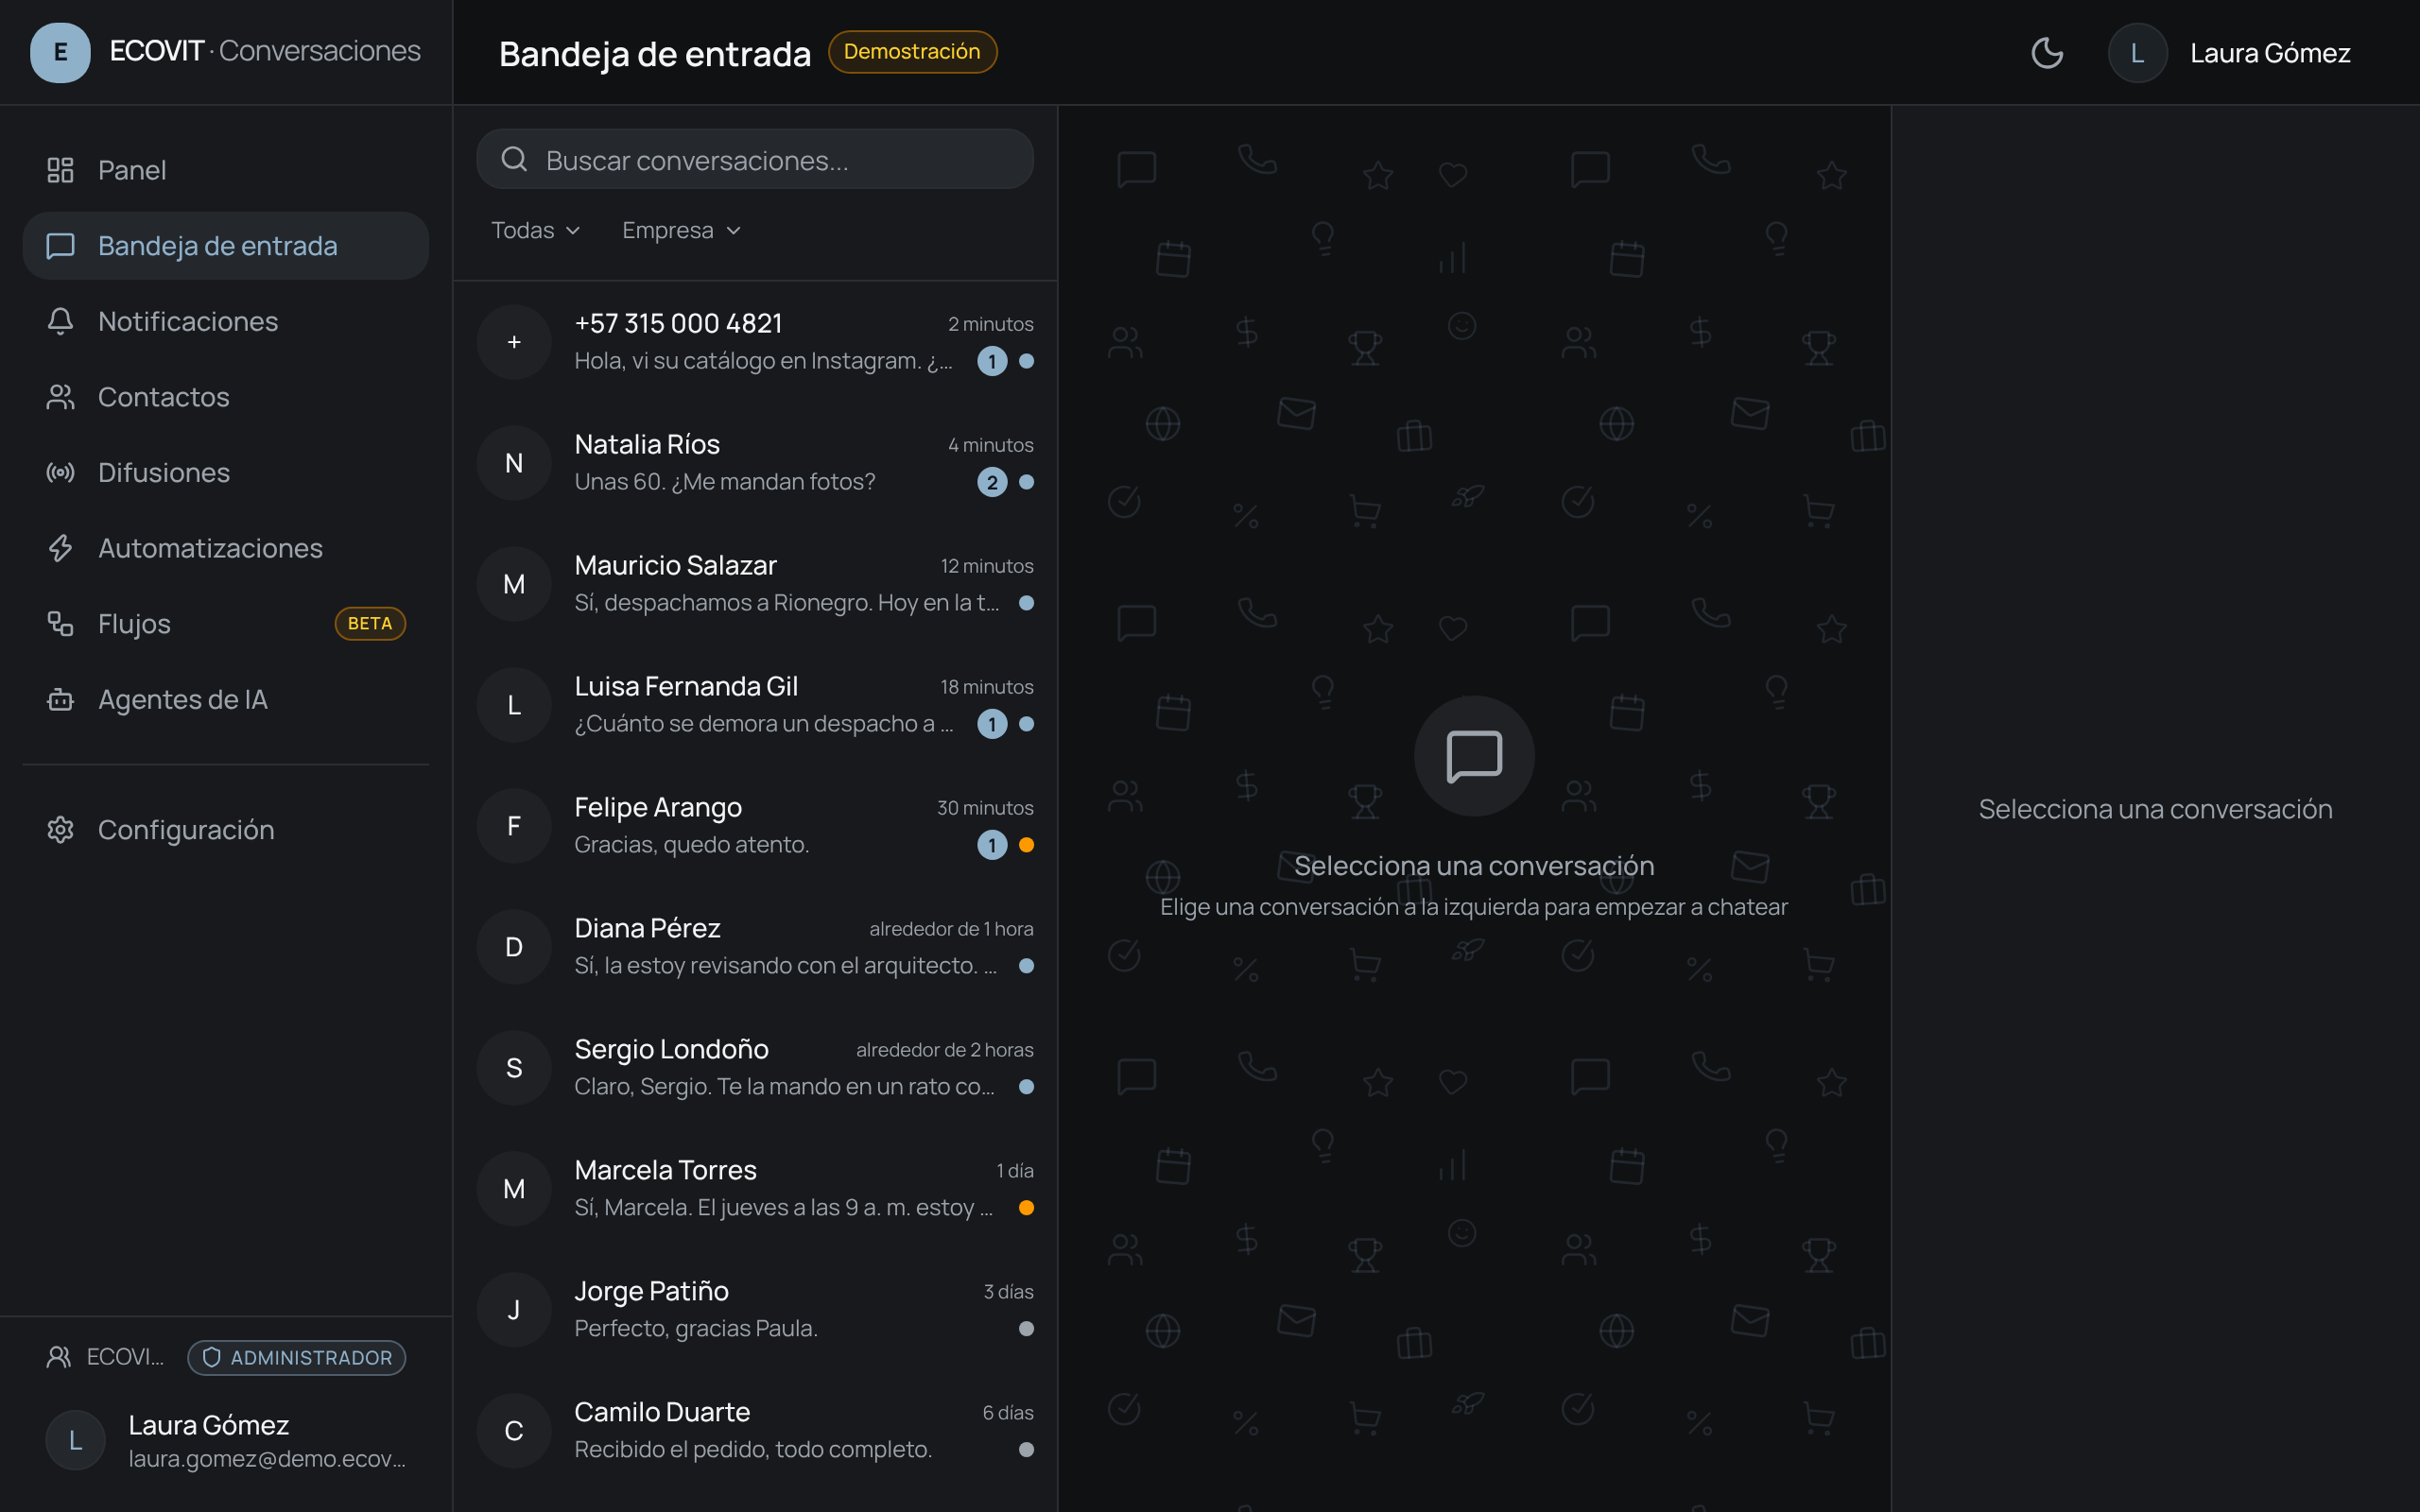 E
ECOVIT · Conversaciones
Bandeja de entrada
Demostración
L
Laura Gómez
Panel
Bandeja de entrada
Notificaciones
Contactos
Difusiones
Automatizaciones
Flujos
BETA
Agentes de IA
Configuración
ECOVI...
ADMINISTRADOR
L
Laura Gómez
laura.gomez@demo.ecov...
Buscar conversaciones...
Todas
Empresa
+
+57 315 000 4821
2 minutos
Hola, vi su catálogo en Instagram. ¿...
1
N
Natalia Ríos
4 minutos
Unas 60. ¿Me mandan fotos?
2
M
Mauricio Salazar
12 minutos
Sí, despachamos a Rionegro. Hoy en la t...
L
Luisa Fernanda Gil
18 minutos
¿Cuánto se demora un despacho a ...
1
F
Felipe Arango
30 minutos
Gracias, quedo atento.
1
D
Diana Pérez
alrededor de 1 hora
Sí, la estoy revisando con el arquitecto. ...
S
Sergio Londoño
alrededor de 2 horas
Claro, Sergio. Te la mando en un rato co...
M
Marcela Torres
1 día
Sí, Marcela. El jueves a las 9 a. m. estoy ...
J
Jorge Patiño
3 días
Perfecto, gracias Paula.
C
Camilo Duarte
6 días
Recibido el pedido, todo completo.
Selecciona una conversación
Elige una conversación a la izquierda para empezar a chatear
Selecciona una conversación